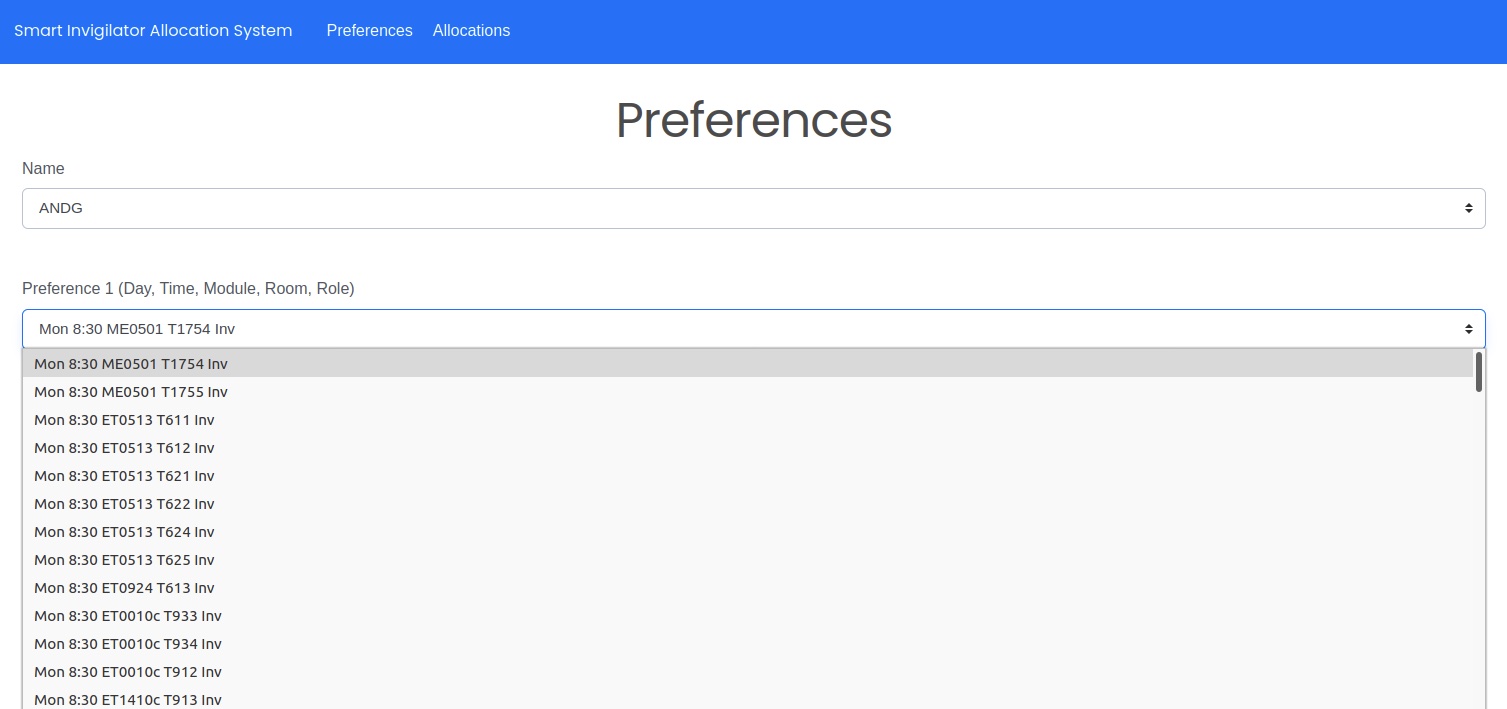 Smart Invigilator Allocation System Preferences Allocations
Preferences
Name
ANDG
Preference 1 (Day, Time, Module, Room, Role)
Mon 8:30 ME0501 T1754 Inv
Mon 8:30 ME0501 T1754 Inv
Mon 8:30 ME0501 T1755 Inv
Mon 8:30 ET0513 T611 Inv
Mon 8:30 ET0513 T612 Inv
Mon 8:30 ET0513 T621 Inv
Mon 8:30 ET0513 T622 Inv
Mon 8:30 ET0513 T624 Inv
Mon 8:30 ET0513 T625 Inv
Mon 8:30 ET0924 T613 Inv
Mon 8:30 ET0010c T933 Inv
Mon 8:30 ET0010c T934 Inv
Mon 8:30 ET0010c T912 Inv
Mon 8:30 ET1410c T913 Inv